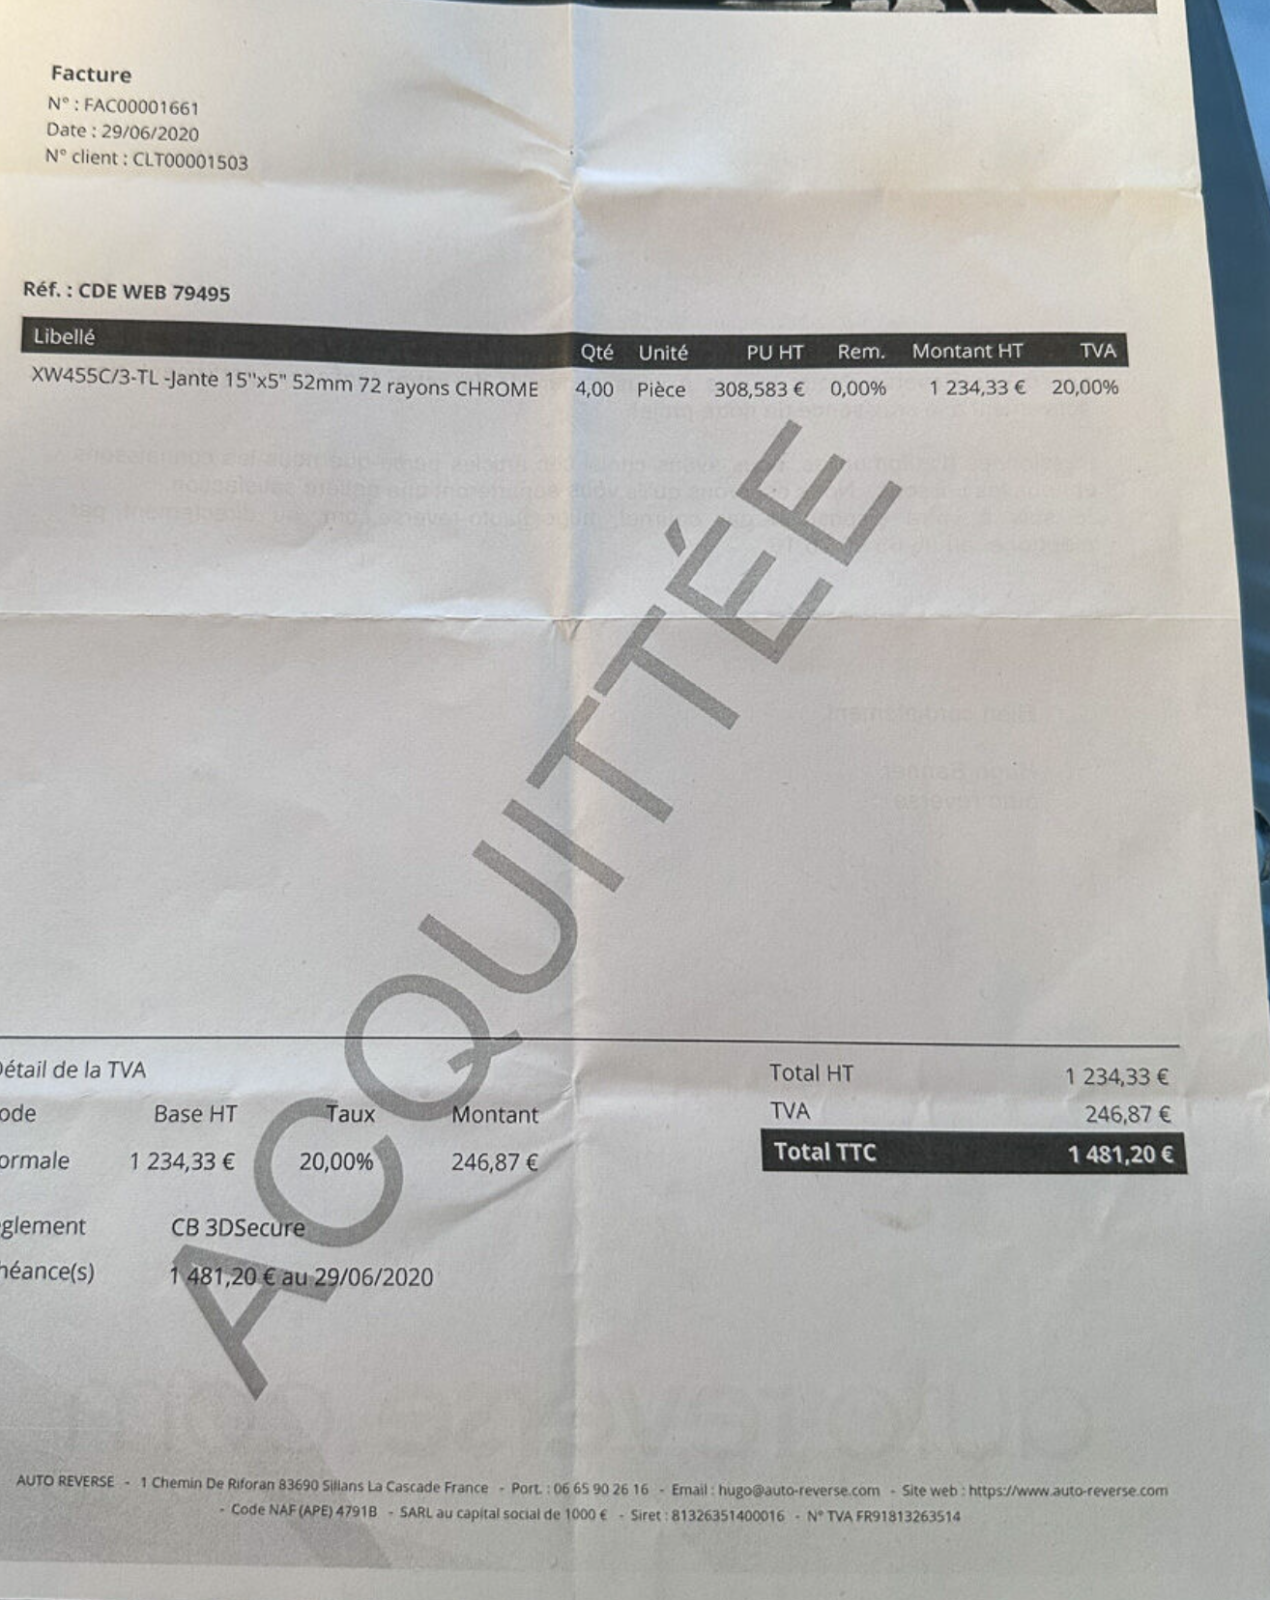 Facture
N° : FAC00001661
Date : 29/06/2020
N° client : CLT00001503
Réf. : CDE WEB 79495
Libellé Qté Unité PU HT Rem. Montant HT TVA
XW455C/3-TL -Jante 15"x5" 52mm 72 rayons CHROME 4,00 Pièce 308,583 € 0,00% 1 234,33 € 20,00%
ACQUITTÉE
étail de la TVA
ode Base HT Taux Montant
ormale 1 234,33 € 20,00% 246,87 €
glement CB 3DSecure
héance(s) 1 481,20 € au 29/06/2020
Total HT 1 234,33 €
TVA 246,87 €
Total TTC 1 481,20 €
AUTO REVERSE - 1 Chemin De Riforan 83690 Sillans La Cascade France - Port. : 06 65 90 26 16 - Email : hugo@auto-reverse.com - Site web : https://www.auto-reverse.com
- Code NAF (APE) 4791B - SARL au capital social de 1000 € - Siret : 81326351400016 - N° TVA FR91813263514